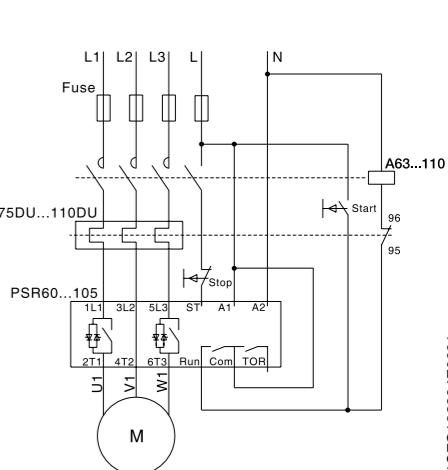 L1 L2 L3 L N
Fuse
A63...110
Start
96
75DU...110DU
95
Stop
PSR60...105
1L1 3L2 5L3 ST A1 A2
2T1 4T2 6T3 Run Com TOR
U1 V1 W1
M